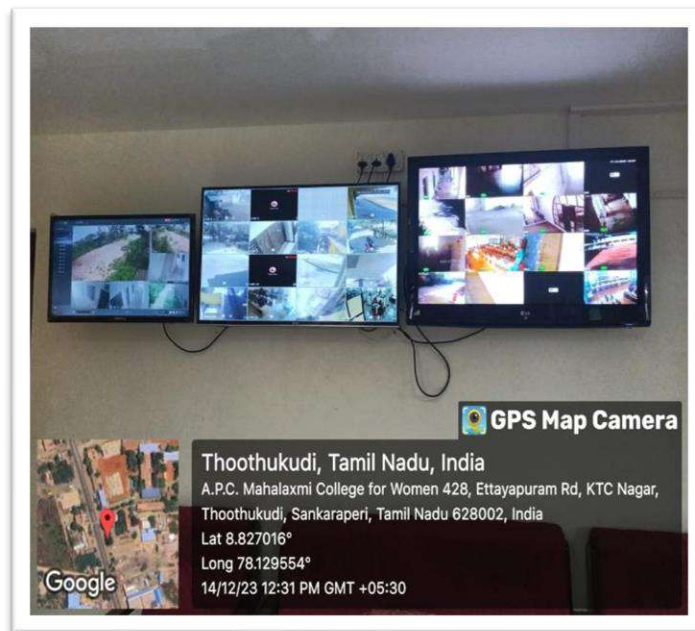 LG
GPS Map Camera
Thoothukudi, Tamil Nadu, India
A.P.C. Mahalaxmi College for Women 428, Ettayapuram Rd, KTC Nagar,
Thoothukudi, Sankaraperi, Tamil Nadu 628002, India
Lat 8.827016°
Long 78.129554°
14/12/23 12:31 PM GMT +05:30
Google